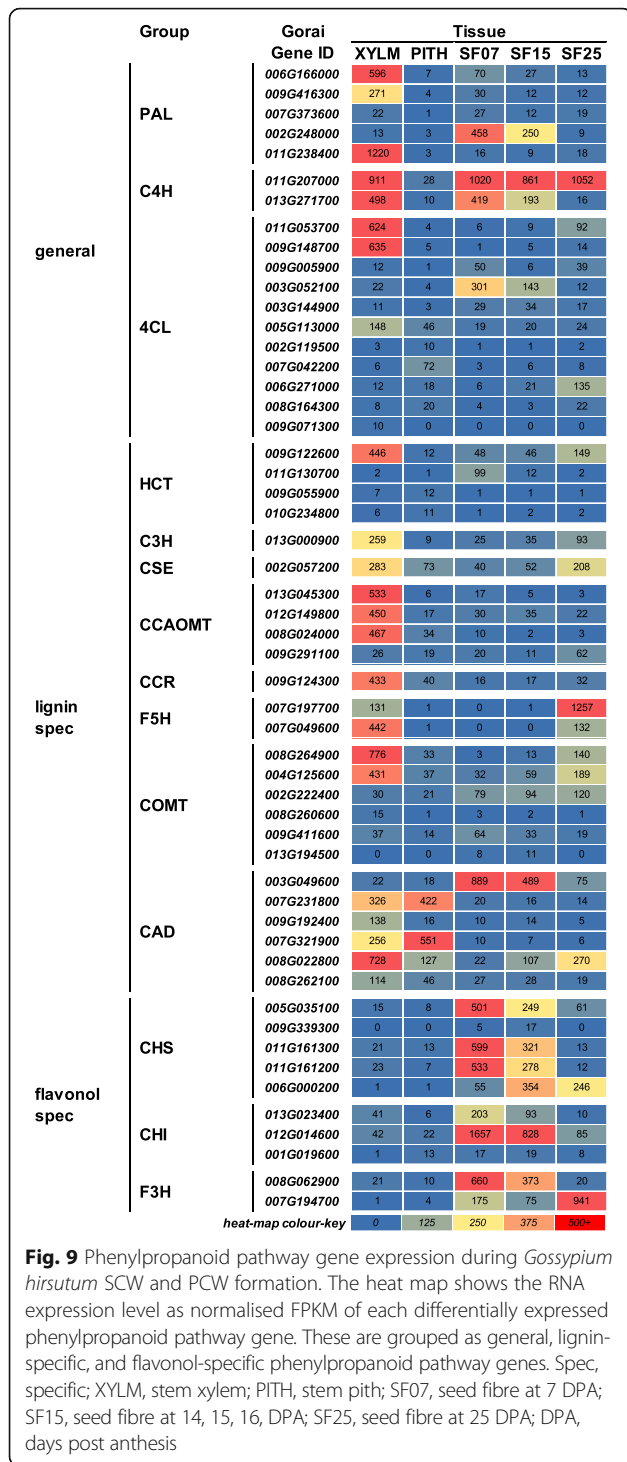 Group Gorai Tissue
Gene ID XYLM PITH SF07 SF15 SF25
general
PAL
006G166000 596 7 70 27 13
009G416300 271 4 30 12 12
007G373600 22 1 27 12 19
002G248000 13 3 458 250 9
011G238400 1220 3 16 9 18
C4H
011G207000 911 28 1020 861 1052
013G271700 498 10 419 193 16
4CL
011G053700 624 4 6 9 92
009G148700 635 5 1 5 14
009G005900 12 1 50 6 39
003G052100 22 4 301 143 12
003G144900 11 3 29 34 17
005G113000 148 46 19 20 24
002G119500 3 10 1 1 2
007G042200 6 72 3 6 8
006G271000 12 18 6 21 135
008G164300 8 20 4 3 22
009G071300 10 0 0 0 0
lignin
spec
HCT
009G122600 446 12 48 46 149
011G130700 2 1 99 12 2
009G055900 7 12 1 1 1
010G234800 6 11 1 2 2
C3H
013G000900 259 9 25 35 93
CSE
002G057200 283 73 40 52 208
CCAOMT
013G045300 533 6 17 5 3
012G149800 450 17 30 35 22
008G024000 467 34 10 2 3
009G291100 26 19 20 11 62
CCR
009G124300 433 40 16 17 32
F5H
007G197700 131 1 0 1 1257
007G049600 442 1 0 0 132
COMT
008G264900 776 33 3 13 140
004G125600 431 37 32 59 189
002G222400 30 21 79 94 120
008G260600 15 1 3 2 1
009G411600 37 14 64 33 19
013G194500 0 0 8 11 0
CAD
003G049600 22 18 889 489 75
007G231800 326 422 20 16 14
009G192400 138 16 10 14 5
007G321900 256 551 10 7 6
008G022800 728 127 22 107 270
008G262100 114 46 27 28 19
flavonol
spec
CHS
005G035100 15 8 501 249 61
009G339300 0 0 5 17 0
011G161300 21 13 599 321 13
011G161200 23 7 533 278 12
006G000200 1 1 55 354 246
CHI
013G023400 41 6 203 93 10
012G014600 42 22 1657 828 85
001G019600 1 13 17 19 8
F3H
008G062900 21 10 660 373 20
007G194700 1 4 175 75 941
heat-map colour-key 0 125 250 375 500+
Fig. 9 Phenylpropanoid pathway gene expression during Gossypium
hirsutum SCW and PCW formation. The heat map shows the RNA
expression level as normalised FPKM of each differentially expressed
phenylpropanoid pathway gene. These are grouped as general, lignin-
specific, and flavonol-specific phenylpropanoid pathway genes. Spec,
specific; XYLM, stem xylem; PITH, stem pith; SF07, seed fibre at 7 DPA;
SF15, seed fibre at 14, 15, 16, DPA; SF25, seed fibre at 25 DPA; DPA,
days post anthesis